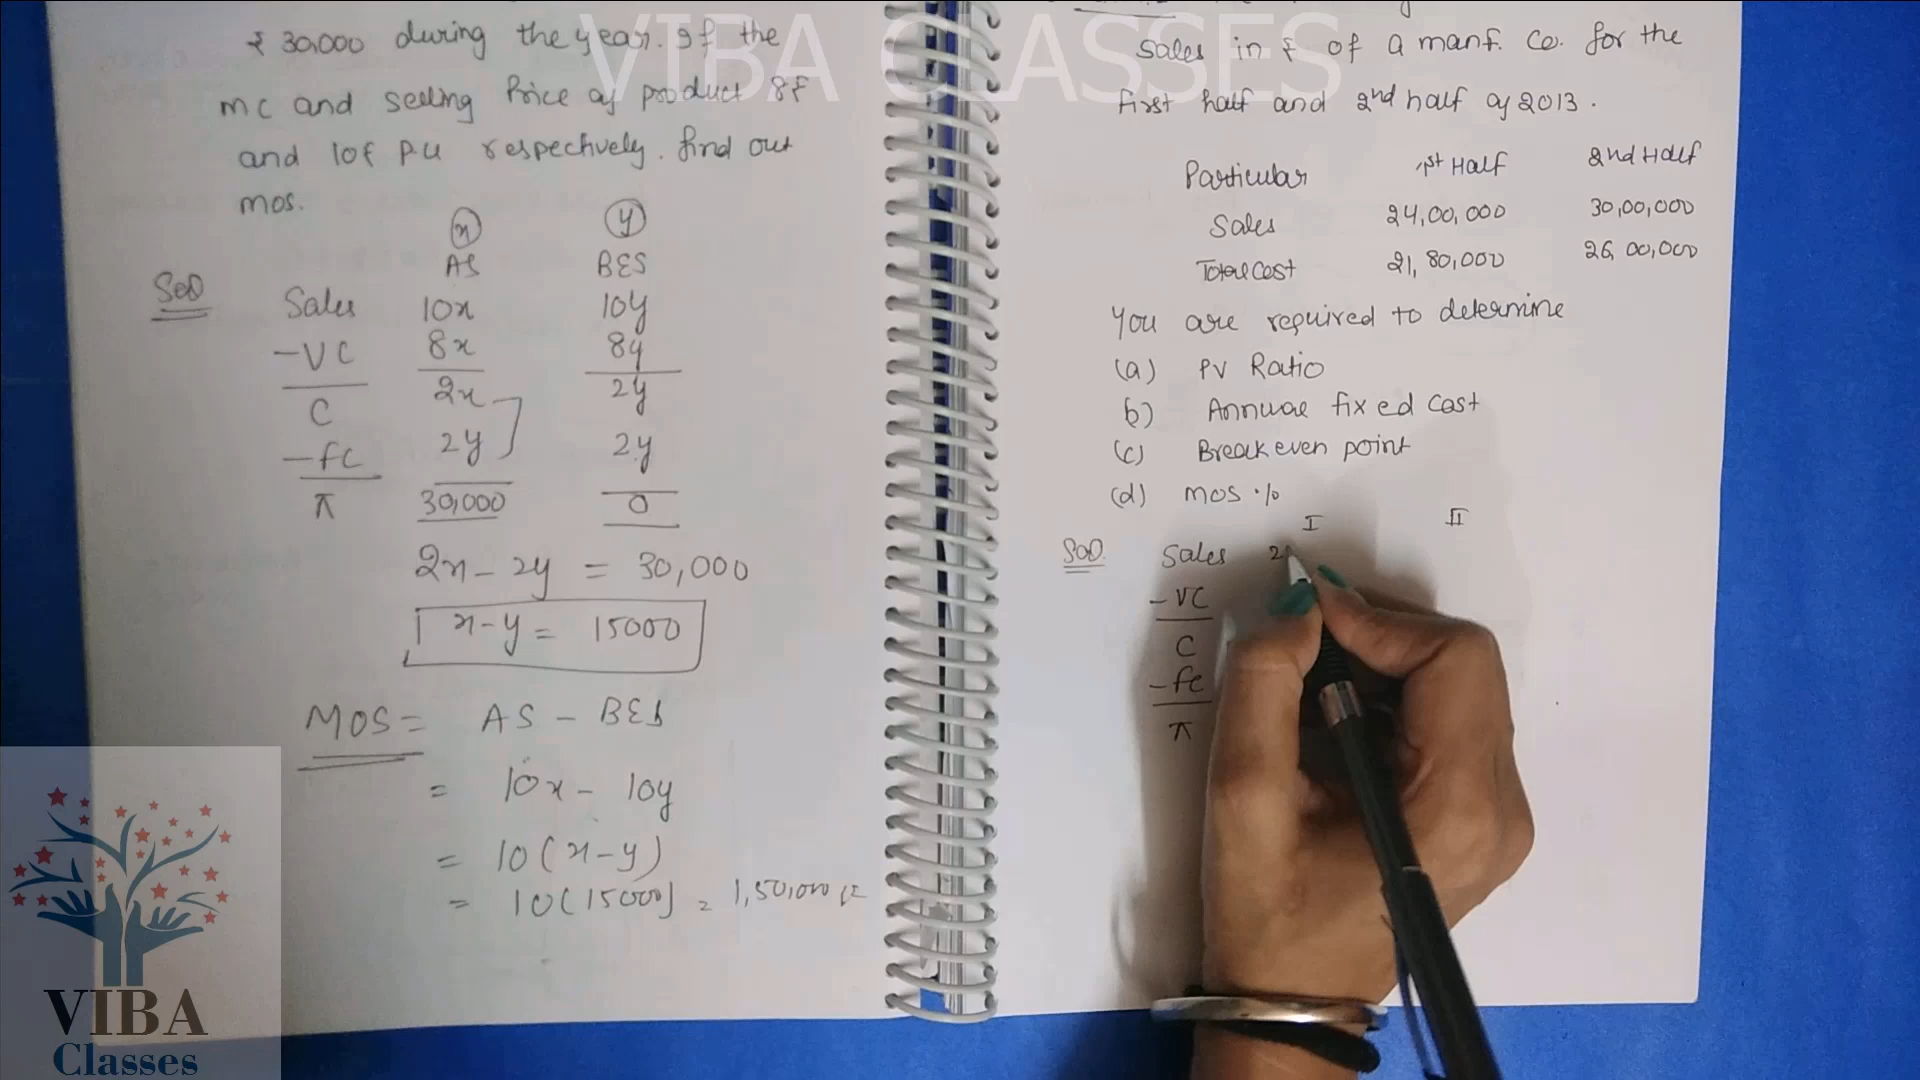 VIBA CLASSES
₹ 30,000 during the year. If the
mc and selling Price of product 8₹
and 10₹ P.U respectively. find out
mos.
x y
AS BES
Sol
Sales 10x 10y
-VC 8x 8y
C 2x 2y
-fc 2y 2y
π 30,000 0
2x - 2y = 30,000
x-y = 15000
MOS = AS - BES
= 10x - 10y
= 10(x-y)
= 10(15000) = 1,50,000
Sales in ₹ of a manf. Co. for the
first half and 2nd half of 2013.
Particular 1st Half 2nd Half
Sales 24,00,000 30,00,000
Total Cost 21,80,000 26,00,000
You are required to determine
(a) PV Ratio
b) Annual fixed Cost
(c) Break even point
(d) MOS %
I II
Sol. Sales 2
-VC
C
-fc
π
VIBA
Classes